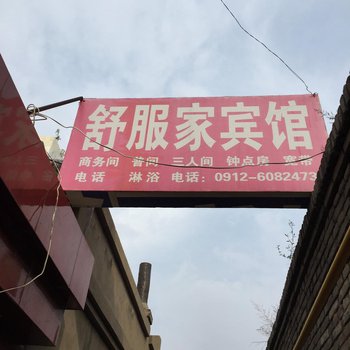 舒服家宾馆
商务间 普间 三人间 钟点房 宽带
电话 淋浴 电话：0912-6082473